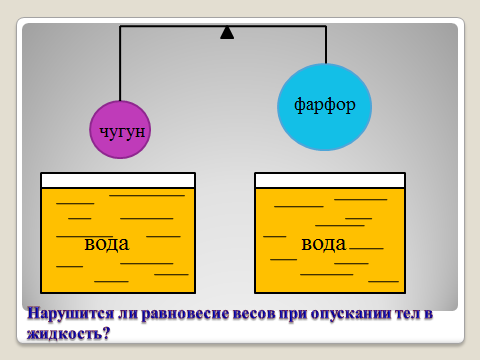 чугун
фарфор
вода
вода
Нарушится ли равновесие весов при опускании тел в
жидкость?